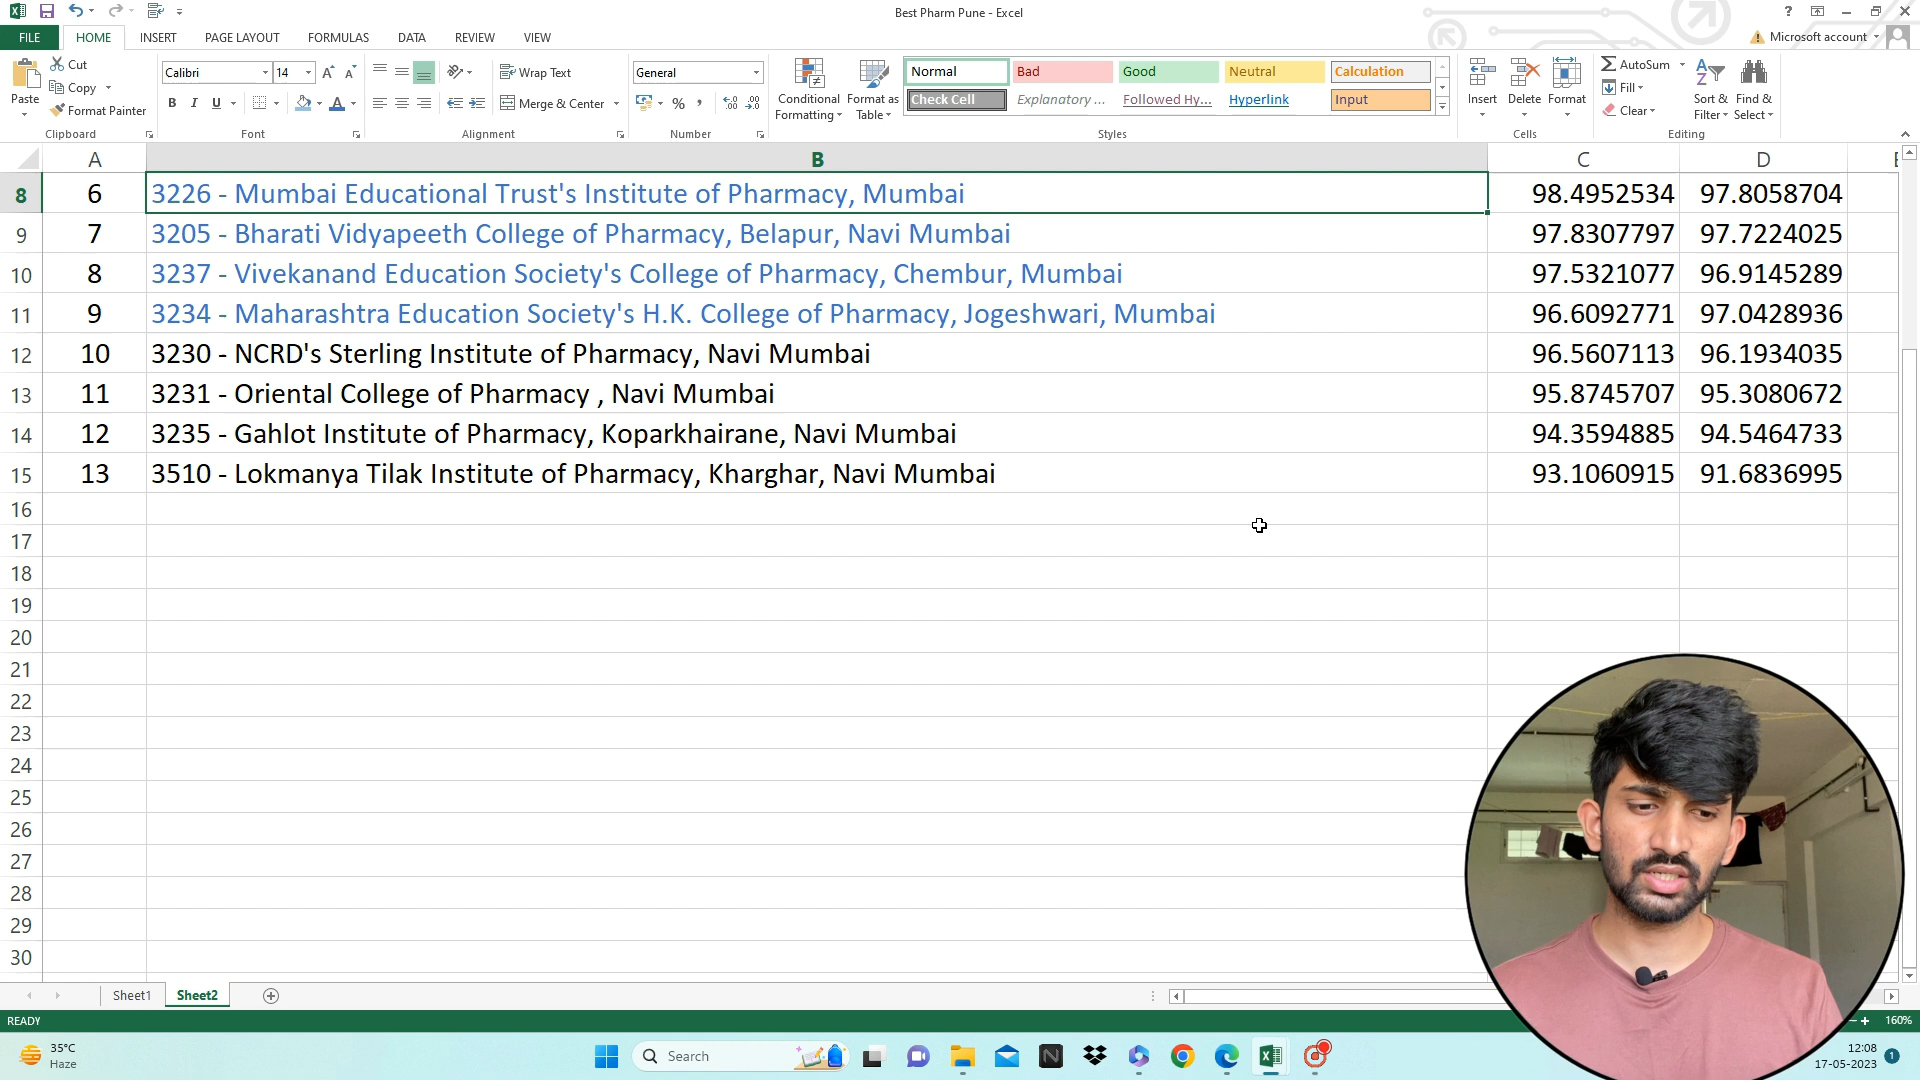 Best Pharm Pune - Excel
?
FILE HOME INSERT PAGE LAYOUT FORMULAS DATA REVIEW VIEW Microsoft account
Paste Cut Copy Format Painter Clipboard
Calibri 14 A A B I U A Font
Wrap Text Merge & Center Alignment
General % , Number
Conditional Formatting Format as Table
Normal Bad Good Neutral Calculation
Check Cell Explanatory ... Followed Hy... Hyperlink Input
Styles
Insert Delete Format Cells
AutoSum Fill Clear Sort & Filter Find & Select Editing
A B C D
8 6 3226 - Mumbai Educational Trust's Institute of Pharmacy, Mumbai 98.4952534 97.8058704
9 7 3205 - Bharati Vidyapeeth College of Pharmacy, Belapur, Navi Mumbai 97.8307797 97.7224025
10 8 3237 - Vivekanand Education Society's College of Pharmacy, Chembur, Mumbai 97.5321077 96.9145289
11 9 3234 - Maharashtra Education Society's H.K. College of Pharmacy, Jogeshwari, Mumbai 96.6092771 97.0428936
12 10 3230 - NCRD's Sterling Institute of Pharmacy, Navi Mumbai 96.5607113 96.1934035
13 11 3231 - Oriental College of Pharmacy , Navi Mumbai 95.8745707 95.3080672
14 12 3235 - Gahlot Institute of Pharmacy, Koparkhairane, Navi Mumbai 94.3594885 94.5464733
15 13 3510 - Lokmanya Tilak Institute of Pharmacy, Kharghar, Navi Mumbai 93.1060915 91.6836995
16
17
18
19
20
21
22
23
24
25
26
27
28
29
30
Sheet1 Sheet2
READY 160%
35°C
Haze
Search
12:08
17-05-2023
1